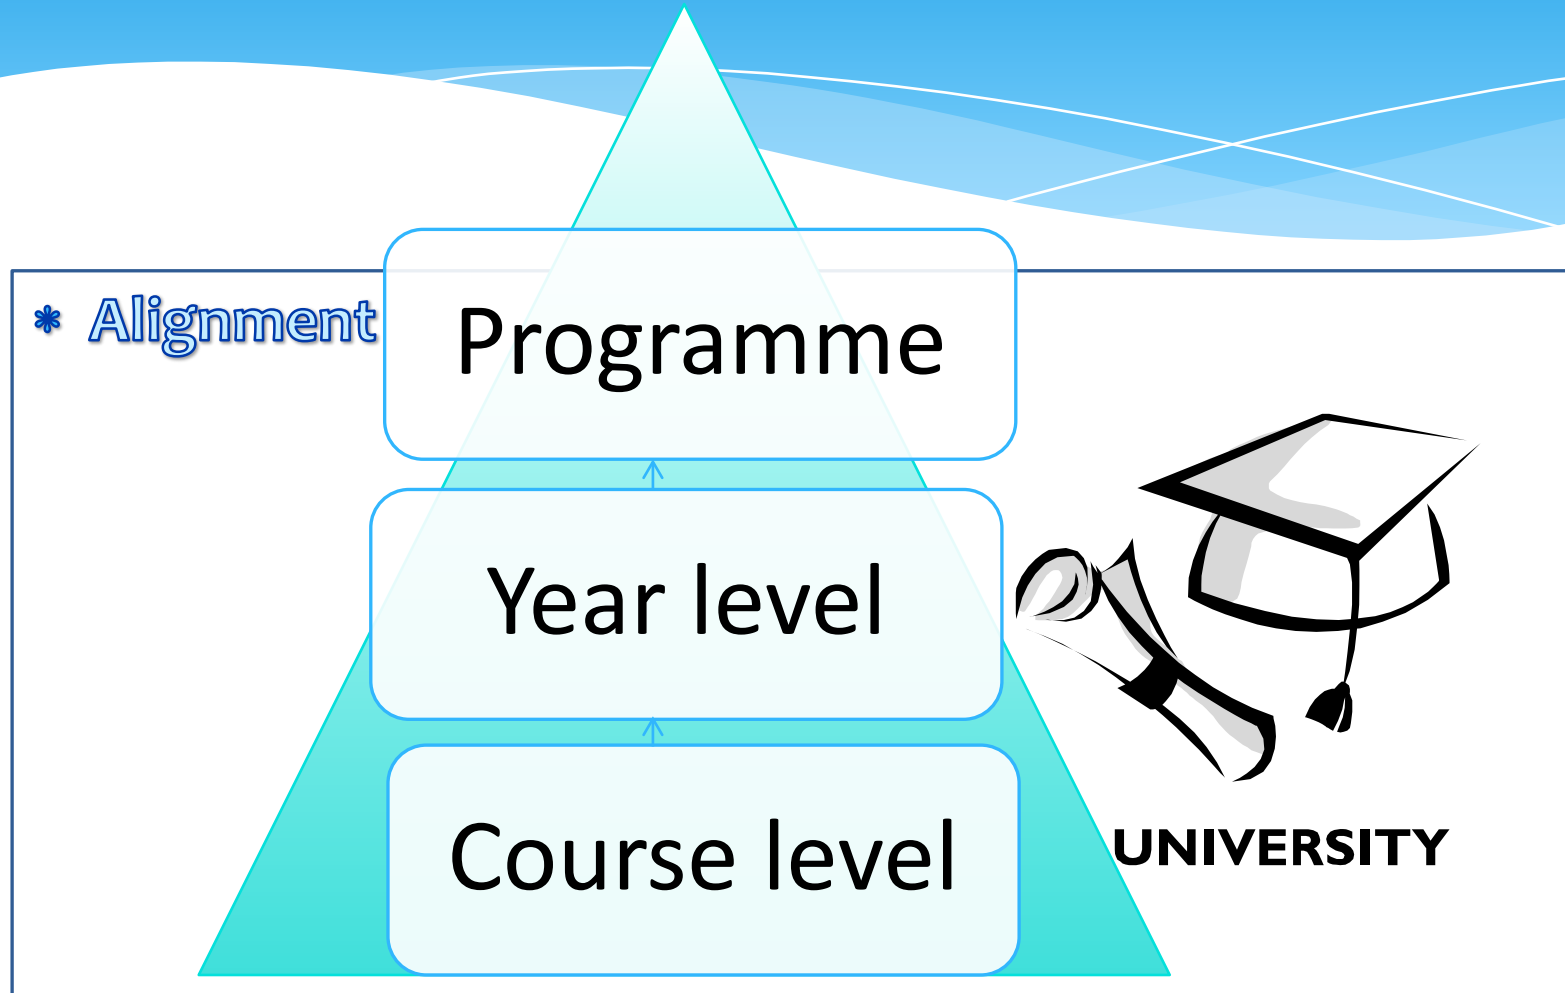 * Alignment
Programme
Year level
Course level
UNIVERSITY